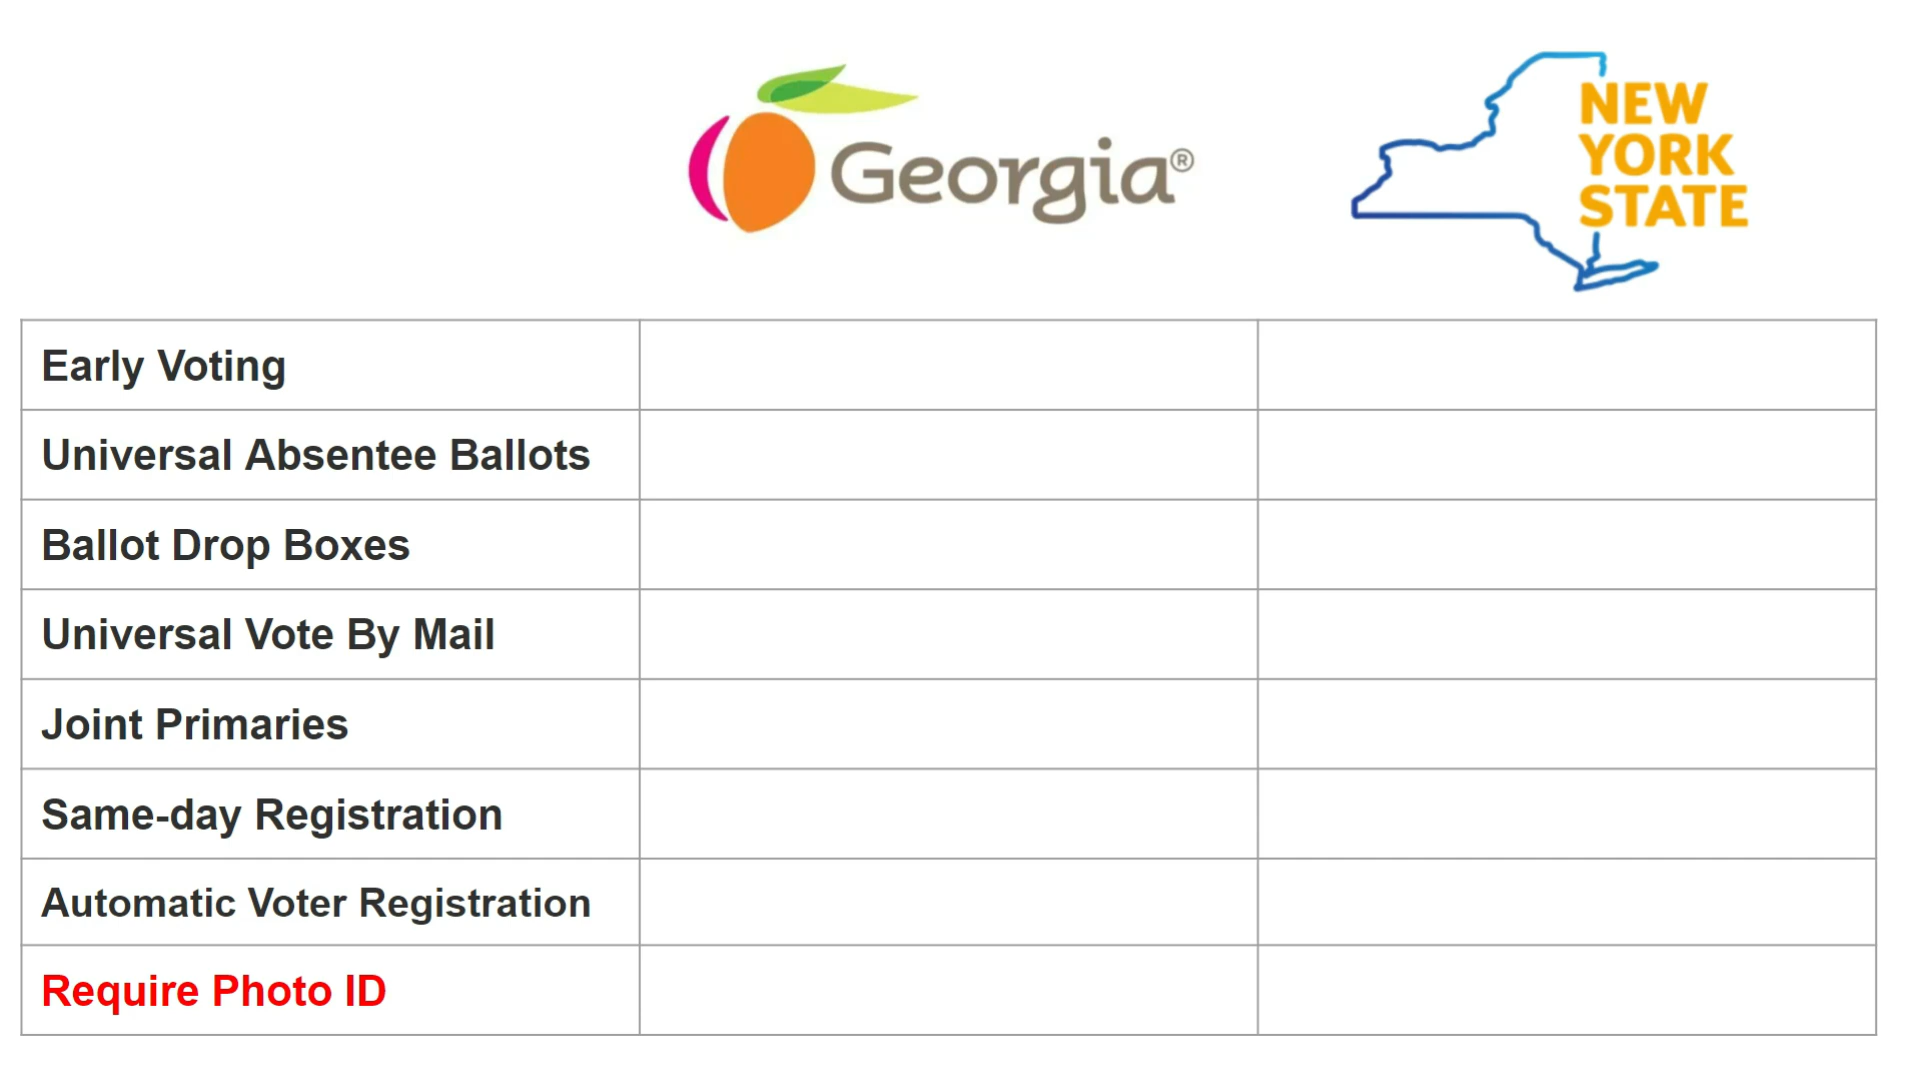 Georgia®
NEW
YORK
STATE
Early Voting
Universal Absentee Ballots
Ballot Drop Boxes
Universal Vote By Mail
Joint Primaries
Same-day Registration
Automatic Voter Registration
Require Photo ID